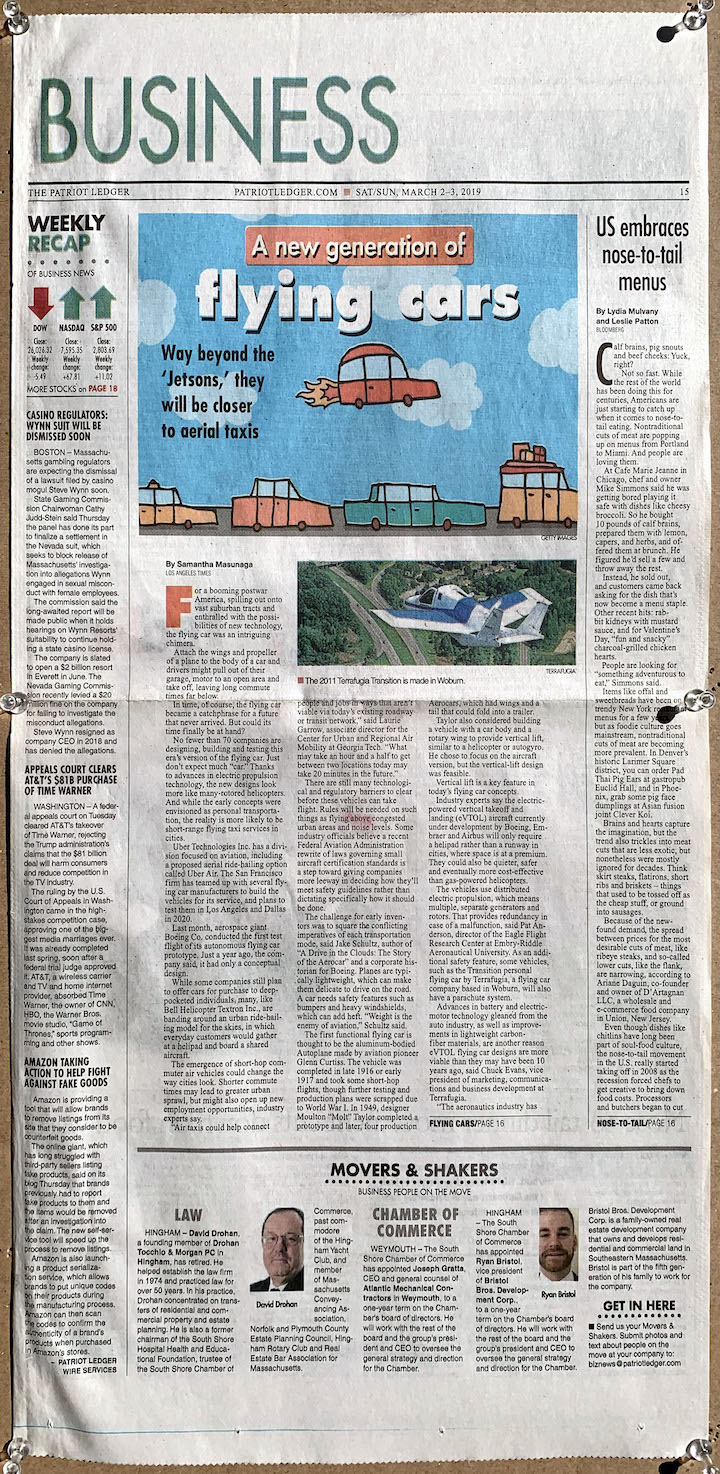 BUSINESS
THE PATRIOT LEDGER
PATRIOTLEDGER.COM ■ SAT/SUN, MARCH 2–3, 2019
15
WEEKLY
RECAP
OF BUSINESS NEWS
DOW NASDAQ S&P 500
Close: Close: Close:
26,026.32 7,595.35 2,803.69
Weekly Weekly Weekly
change: change: change:
-5.49 +67.81 +11.02
MORE STOCKS on PAGE 18
CASINO REGULATORS:
WYNN SUIT WILL BE
DISMISSED SOON
BOSTON – Massachu-
setts gambling regulators
are expecting the dismissal
of a lawsuit filed by casino
mogul Steve Wynn soon.
State Gaming Commis-
sion Chairwoman Cathy
Judd-Stein said Thursday
the panel has done its part
to finalize a settlement in
the Nevada suit, which
seeks to block release of
Massachusetts' investiga-
tion into allegations Wynn
engaged in sexual miscon-
duct with female employees.
The commission said the
long-awaited report will be
made public when it holds
hearings on Wynn Resorts'
suitability to continue hold-
ing a state casino license.
The company is slated
to open a $2 billion resort
in Everett in June. The
Nevada Gaming Commis-
sion recently levied a $20
million fine on the company
for failing to investigate the
misconduct allegations.
Steve Wynn resigned as
company CEO in 2018 and
has denied the allegations.
APPEALS COURT CLEARS
AT&T'S $81B PURCHASE
OF TIME WARNER
WASHINGTON – A feder-
al appeals court on Tuesday
cleared AT&T's takeover
of Time Warner, rejecting
the Trump administration's
claims that the $81 billion
deal will harm consumers
and reduce competition in
the TV industry.
The ruling by the U.S.
Court of Appeals in Wash-
ington came in the high-
stakes competition case,
approving one of the big-
gest media marriages ever.
It was already completed
last spring, soon after a
federal trial judge approved
it: AT&T, a wireless carrier
and TV and home internet
provider, absorbed Time
Warner, the owner of CNN,
HBO, the Warner Bros.
movie studio, "Game of
Thrones," sports program-
ming and other shows.
AMAZON TAKING
ACTION TO HELP FIGHT
AGAINST FAKE GOODS
Amazon is providing a
tool that will allow brands
to remove listings from its
site that they consider to be
counterfeit goods.
The online giant, which
has long struggled with
third-party sellers listing
fake products, said on its
blog Thursday that brands
previously had to report
fake products to them and
the items would be removed
after an investigation into
the claim. The new self-ser-
vice tool will speed up the
process to remove listings.
Amazon is also launch-
ing a product serializa-
tion service, which allows
brands to put unique codes
on their products during
the manufacturing process.
Amazon can then scan
the codes to confirm the
authenticity of a brand's
products when purchased
in Amazon's stores.
PATRIOT LEDGER
WIRE SERVICES
A new generation of
flying cars
Way beyond the
'Jetsons,' they
will be closer
to aerial taxis
GETTY IMAGES
By Samantha Masunaga
LOS ANGELES TIMES
For a booming postwar
America, spilling out onto
vast suburban tracts and
enthralled with the possi-
bilities of new technology,
the flying car was an intriguing
chimera.
Attach the wings and propeller
of a plane to the body of a car and
drivers might pull out of their
garage, motor to an open area and
take off, leaving long commute
times far below.
In time, of course, the flying car
became a catchphrase for a future
that never arrived. But could its
time finally be at hand?
No fewer than 70 companies are
designing, building and testing this
era's version of the flying car. Just
don't expect much "car." Thanks
to advances in electric propulsion
technology, the new designs look
more like many-rotored helicopters.
And while the early concepts were
envisioned as personal transporta-
tion, the reality is more likely to be
short-range flying taxi services in
cities.
Uber Technologies Inc. has a divi-
sion focused on aviation, including
a proposed aerial ride-hailing option
called Uber Air. The San Francisco
firm has teamed up with several fly-
ing car manufacturers to build the
vehicles for its service, and plans to
test them in Los Angeles and Dallas
in 2020.
Last month, aerospace giant
Boeing Co. conducted the first test
flight of its autonomous flying car
prototype. Just a year ago, the com-
pany said, it had only a conceptual
design.
While some companies still plan
to offer cars for purchase to deep-
pocketed individuals, many, like
Bell Helicopter Textron Inc., are
banding around an urban ride-hail-
ing model for the skies, in which
everyday customers would gather
at a helipad and board a shared
aircraft.
The emergence of short-hop com-
muter air vehicles could change the
way cities look. Shorter commute
times may lead to greater urban
sprawl, but might also open up new
employment opportunities, industry
experts say.
"Air taxis could help connect
TERRAFUGIA
■ The 2011 Terrafugia Transition is made in Woburn.
people and jobs in ways that aren't
viable via today's existing roadway
or transit network," said Laurie
Garrow, associate director for the
Center for Urban and Regional Air
Mobility at Georgia Tech. "What
may take an hour and a half to get
between two locations today may
take 20 minutes in the future."
There are still many technologi-
cal and regulatory barriers to clear
before these vehicles can take
flight. Rules will be needed on such
things as flying above congested
urban areas and noise levels. Some
industry officials believe a recent
Federal Aviation Administration
rewrite of laws governing small
aircraft certification standards is
a step toward giving companies
more leeway in deciding how they'll
meet safety guidelines rather than
dictating specifically how it should
be done.
The challenge for early inven-
tors was to square the conflicting
imperatives of each transportation
mode, said Jake Schultz, author of
"A Drive in the Clouds: The Story
of the Aerocar" and a corporate his-
torian for Boeing. Planes are typi-
cally lightweight, which can make
them delicate to drive on the road.
A car needs safety features such as
bumpers and heavy windshields,
which can add heft. "Weight is the
enemy of aviation," Schultz said.
The first functional flying car is
thought to be the aluminum-bodied
Autoplane made by aviation pioneer
Glenn Curtiss. The vehicle was
completed in late 1916 or early
1917 and took some short-hop
flights, though further testing and
production plans were scrapped due
to World War I. In 1949, designer
Moulton "Molt" Taylor completed a
prototype and later, four production
Aerocars, which had wings and a
tail that could fold into a trailer.
Taylor also considered building
a vehicle with a car body and a
rotary wing to provide vertical lift,
similar to a helicopter or autogyro.
He chose to focus on the aircraft
version, but the vertical-lift design
was feasible.
Vertical lift is a key feature in
today's flying car concepts.
Industry experts say the electric-
powered vertical takeoff and
landing (eVTOL) aircraft currently
under development by Boeing, Em-
braer and Airbus will only require
a helipad rather than a runway in
cities, where space is at a premium.
They could also be quieter, safer
and eventually more cost-effective
than gas-powered helicopters.
The vehicles use distributed
electric propulsion, which means
multiple, separate generators and
rotors. That provides redundancy in
case of a malfunction, said Pat An-
derson, director of the Eagle Flight
Research Center at Embry-Riddle
Aeronautical University. As an addi-
tional safety feature, some vehicles,
such as the Transition personal
flying car by Terrafugia, a flying car
company based in Woburn, will also
have a parachute system.
Advances in battery and electric-
motor technology gleaned from the
auto industry, as well as improve-
ments in lightweight carbon-fiber
materials, are another reason
eVTOL flying car designs are more
viable than they may have been 10
years ago, said Chuck Evans, vice
president of marketing, communica-
tions and business development at
Terrafugia.
"The aeronautics industry has
FLYING CARS/PAGE 16
US embraces
nose-to-tail
menus
By Lydia Mulvany
and Leslie Patton
BLOOMBERG
Calf brains, pig snouts
and beef cheeks: Yuck,
right?
Not so fast. While
the rest of the world
has been doing this for
centuries, Americans are
just starting to catch up
when it comes to nose-to-
tail eating. Nontraditional
cuts of meat are popping
up on menus from Portland
to Miami. And people are
loving them.
At Cafe Marie Jeanne in
Chicago, chef and owner
Mike Simmons said he was
getting bored playing it
safe with dishes like cheesy
broccoli. So he bought
10 pounds of calf brains,
prepared them with lemon,
capers, and herbs, and of-
fered them at brunch. He
figured he'd sell a few and
throw away the rest.
Instead, he sold out,
and customers came back
asking for the dish that's
now become a menu staple.
Other recent hits: rab-
bit kidneys with mustard
sauce, and for Valentine's
Day, "fun and snacky"
charcoal-grilled chicken
hearts.
People are looking for
"something adventurous to
eat," Simmons said.
Items like offal and
sweetbreads have been on
trendy New York
menus for a few
but as foodie culture goes
mainstream, nontraditional
cuts of meat are becoming
more prevalent. In Denver's
historic Larimer Square
district, you can order Pad
Thai Pig Ears at gastropub
Euclid Hall, and in Phoe-
nix, grab some pig face
dumplings at Asian fusion
joint Clever Koi.
Brains and hearts capture
the imagination, but the
trend also trickles into meat
cuts that are less exotic, but
nonetheless were mostly
ignored for decades. Think
skirt steaks, flatirons, short
ribs and briskets – things
that used to be tossed off as
the cheap stuff, or ground
into sausages.
Because of the new-
found demand, the spread
between prices for the most
desirable cuts of meat, like
ribeye steaks, and so-called
lower cuts, like the flank,
are narrowing, according to
Ariane Daguin, co-founder
and owner of D'Artagnan
LLC, a wholesale and
e-commerce food company
in Union, New Jersey.
Even though dishes like
chitlins have long been
part of soul-food culture,
the nose-to-tail movement
in the U.S. really started
taking off in 2008 as the
recession forced chefs to
get creative to bring down
food costs. Processors
and butchers began to cut
NOSE-TO-TAIL/PAGE 16
MOVERS & SHAKERS
BUSINESS PEOPLE ON THE MOVE
LAW
HINGHAM – David Drohan,
a founding member of Drohan
Tocchio & Morgan PC in
Hingham, has retired. He
helped establish the law firm
in 1974 and practiced law for
over 50 years. In his practice,
Drohan concentrated on trans-
fers of residential and com-
mercial property and estate
planning. He is also a former
chairman of the South Shore
Hospital Health and Educa-
tional Foundation, trustee of
the South Shore Chamber of
David Drohan
Commerce,
past com-
modore of
the Hing-
ham Yacht
Club, and
member of
Mas-
sachusetts
Convey-
ancing As-
sociation,
Norfolk and Plymouth County
Estate Planning Council, Hing-
ham Rotary Club and Real
Estate Bar Association for
Massachusetts.
CHAMBER OF
COMMERCE
WEYMOUTH – The South
Shore Chamber of Commerce
has appointed Joseph Gratta,
CEO and general counsel of
Atlantic Mechanical Con-
tractors in Weymouth, to a
one-year term on the Cham-
ber's board of directors. He
will work with the rest of the
board and the group's presi-
dent and CEO to oversee the
general strategy and direction
for the Chamber.
HINGHAM
– The South
Shore Chamber
of Commerce
has appointed
Ryan Bristol,
vice president
of Bristol
Bros. Develop-
ment Corp.,
to a one-year
term on the Chamber's board
of directors. He will work with
the rest of the board and the
group's president and CEO to
oversee the general strategy
and direction for the Chamber.
Ryan Bristol
Bristol Bros. Development
Corp. is a family-owned real
estate development company
that owns and develops resi-
dential and commercial land in
Southeastern Massachusetts.
Bristol is part of the fifth gen-
eration of his family to work for
the company.
GET IN HERE
■ Send us your Movers &
Shakers. Submit photos and
text about people on the
move at your company to:
biznews@patriotledger.com